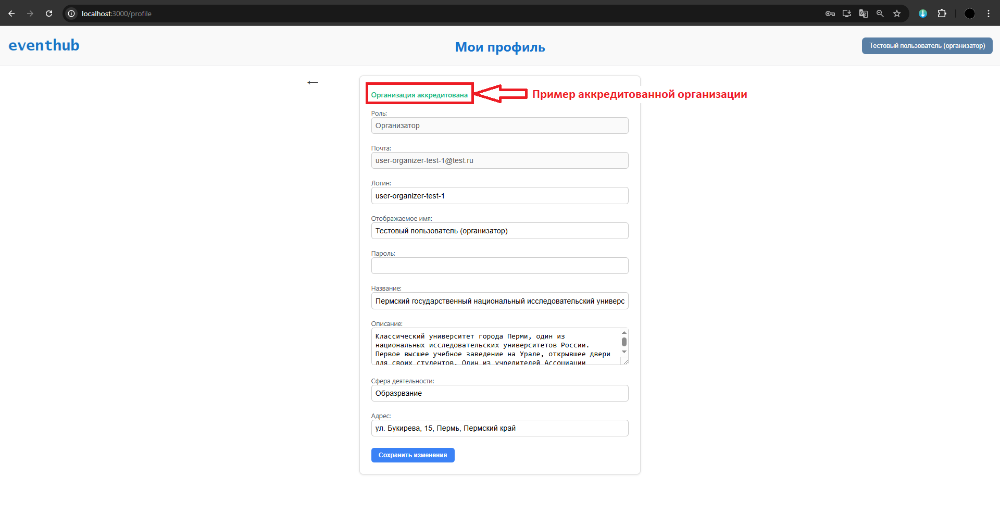 localhost:3000/profile
eventhub
Мои профиль
Тестовый пользователь (организатор)
←
Организация аккредитована
Пример аккредитованной организации
Роль:
Организатор
Почта:
user-organizer-test-1@test.ru
Логин:
user-organizer-test-1
Отображаемое имя:
Тестовый пользователь (организатор)
Пароль:
Название:
Пермский государственный национальный исследовательский универс
Описание:
Классический университет города Перми, один из
национальных исследовательских университетов России.
Первое высшее учебное заведение на Урале, открывшее двери
для своих студентов. Один из учредителей Ассоциации
Сфера деятельности:
Образрвание
Адрес:
ул. Букирева, 15, Пермь, Пермский край
Сохранить изменения